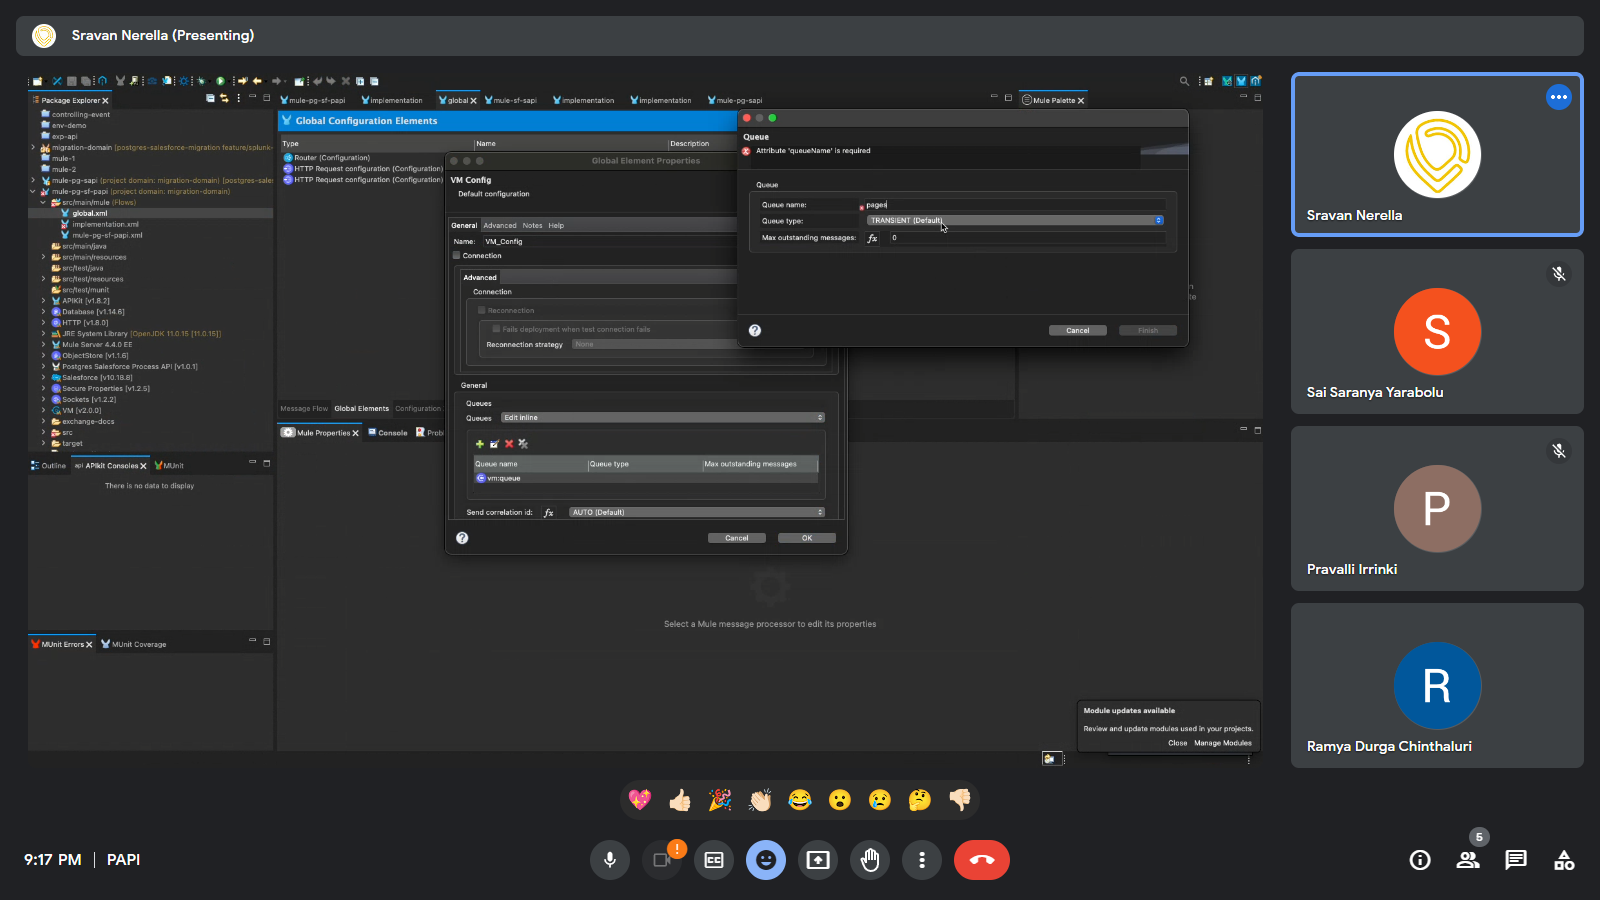 Sravan Nerella (Presenting)
Package Explorer
controlling-event
env-demo
exp-api
migration-domain [postgres-salesforce-migration feature/splunk-
mule-1
mule-2
mule-pg-sapi (project domain: migration-domain) [postgres-sales
mule-pg-sf-papi (project domain: migration-domain)
src/main/mule (Flows)
global.xml
implementation.xml
mule-pg-sf-papi.xml
src/main/java
src/main/resources
src/test/java
src/test/resources
src/test/munit
APIKit [v1.8.2]
Database [v1.14.6]
HTTP [v1.8.0]
JRE System Library [OpenJDK 11.0.15 [11.0.15]]
Mule Server 4.4.0 EE
ObjectStore [v1.1.6]
Postgres Salesforce Process API [v1.0.1]
Salesforce [v10.18.8]
Secure Properties [v1.2.5]
Sockets [v1.2.2]
VM [v2.0.0]
exchange-docs
src
target
Outline
api APIkit Consoles
MUnit
There is no data to display
MUnit Errors
MUnit Coverage
mule-pg-sf-papi
implementation
global
mule-sf-sapi
implementation
implementation
mule-pg-sapi
Mule Palette
Global Configuration Elements
Type
Name
Description
Router (Configuration)
HTTP Request configuration (Configuration)
HTTP Request configuration (Configuration)
Message Flow
Global Elements
Configuration
Global Element Properties
VM Config
Default configuration
General
Advanced
Notes
Help
Name:
VM_Config
Connection
Advanced
Connection
Reconnection
Fails deployment when test connection fails
Reconnection strategy
None
General
Queues
Queues
Edit inline
Queue name
Queue type
Max outstanding messages
vm:queue
Send correlation id:
fx
AUTO (Default)
?
Cancel
OK
Queue
Attribute 'queueName' is required
Queue
Queue name:
pages
Queue type:
TRANSIENT (Default)
Max outstanding messages:
fx
0
?
Cancel
Finish
Mule Properties
Console
Prob
Select a Mule message processor to edit its properties
Module updates available
Review and update modules used in your projects.
Close
Manage Modules
Sravan Nerella
S
Sai Saranya Yarabolu
P
Pravalli Irrinki
R
Ramya Durga Chinthaluri
9:17 PM | PAPI
!
CC
5